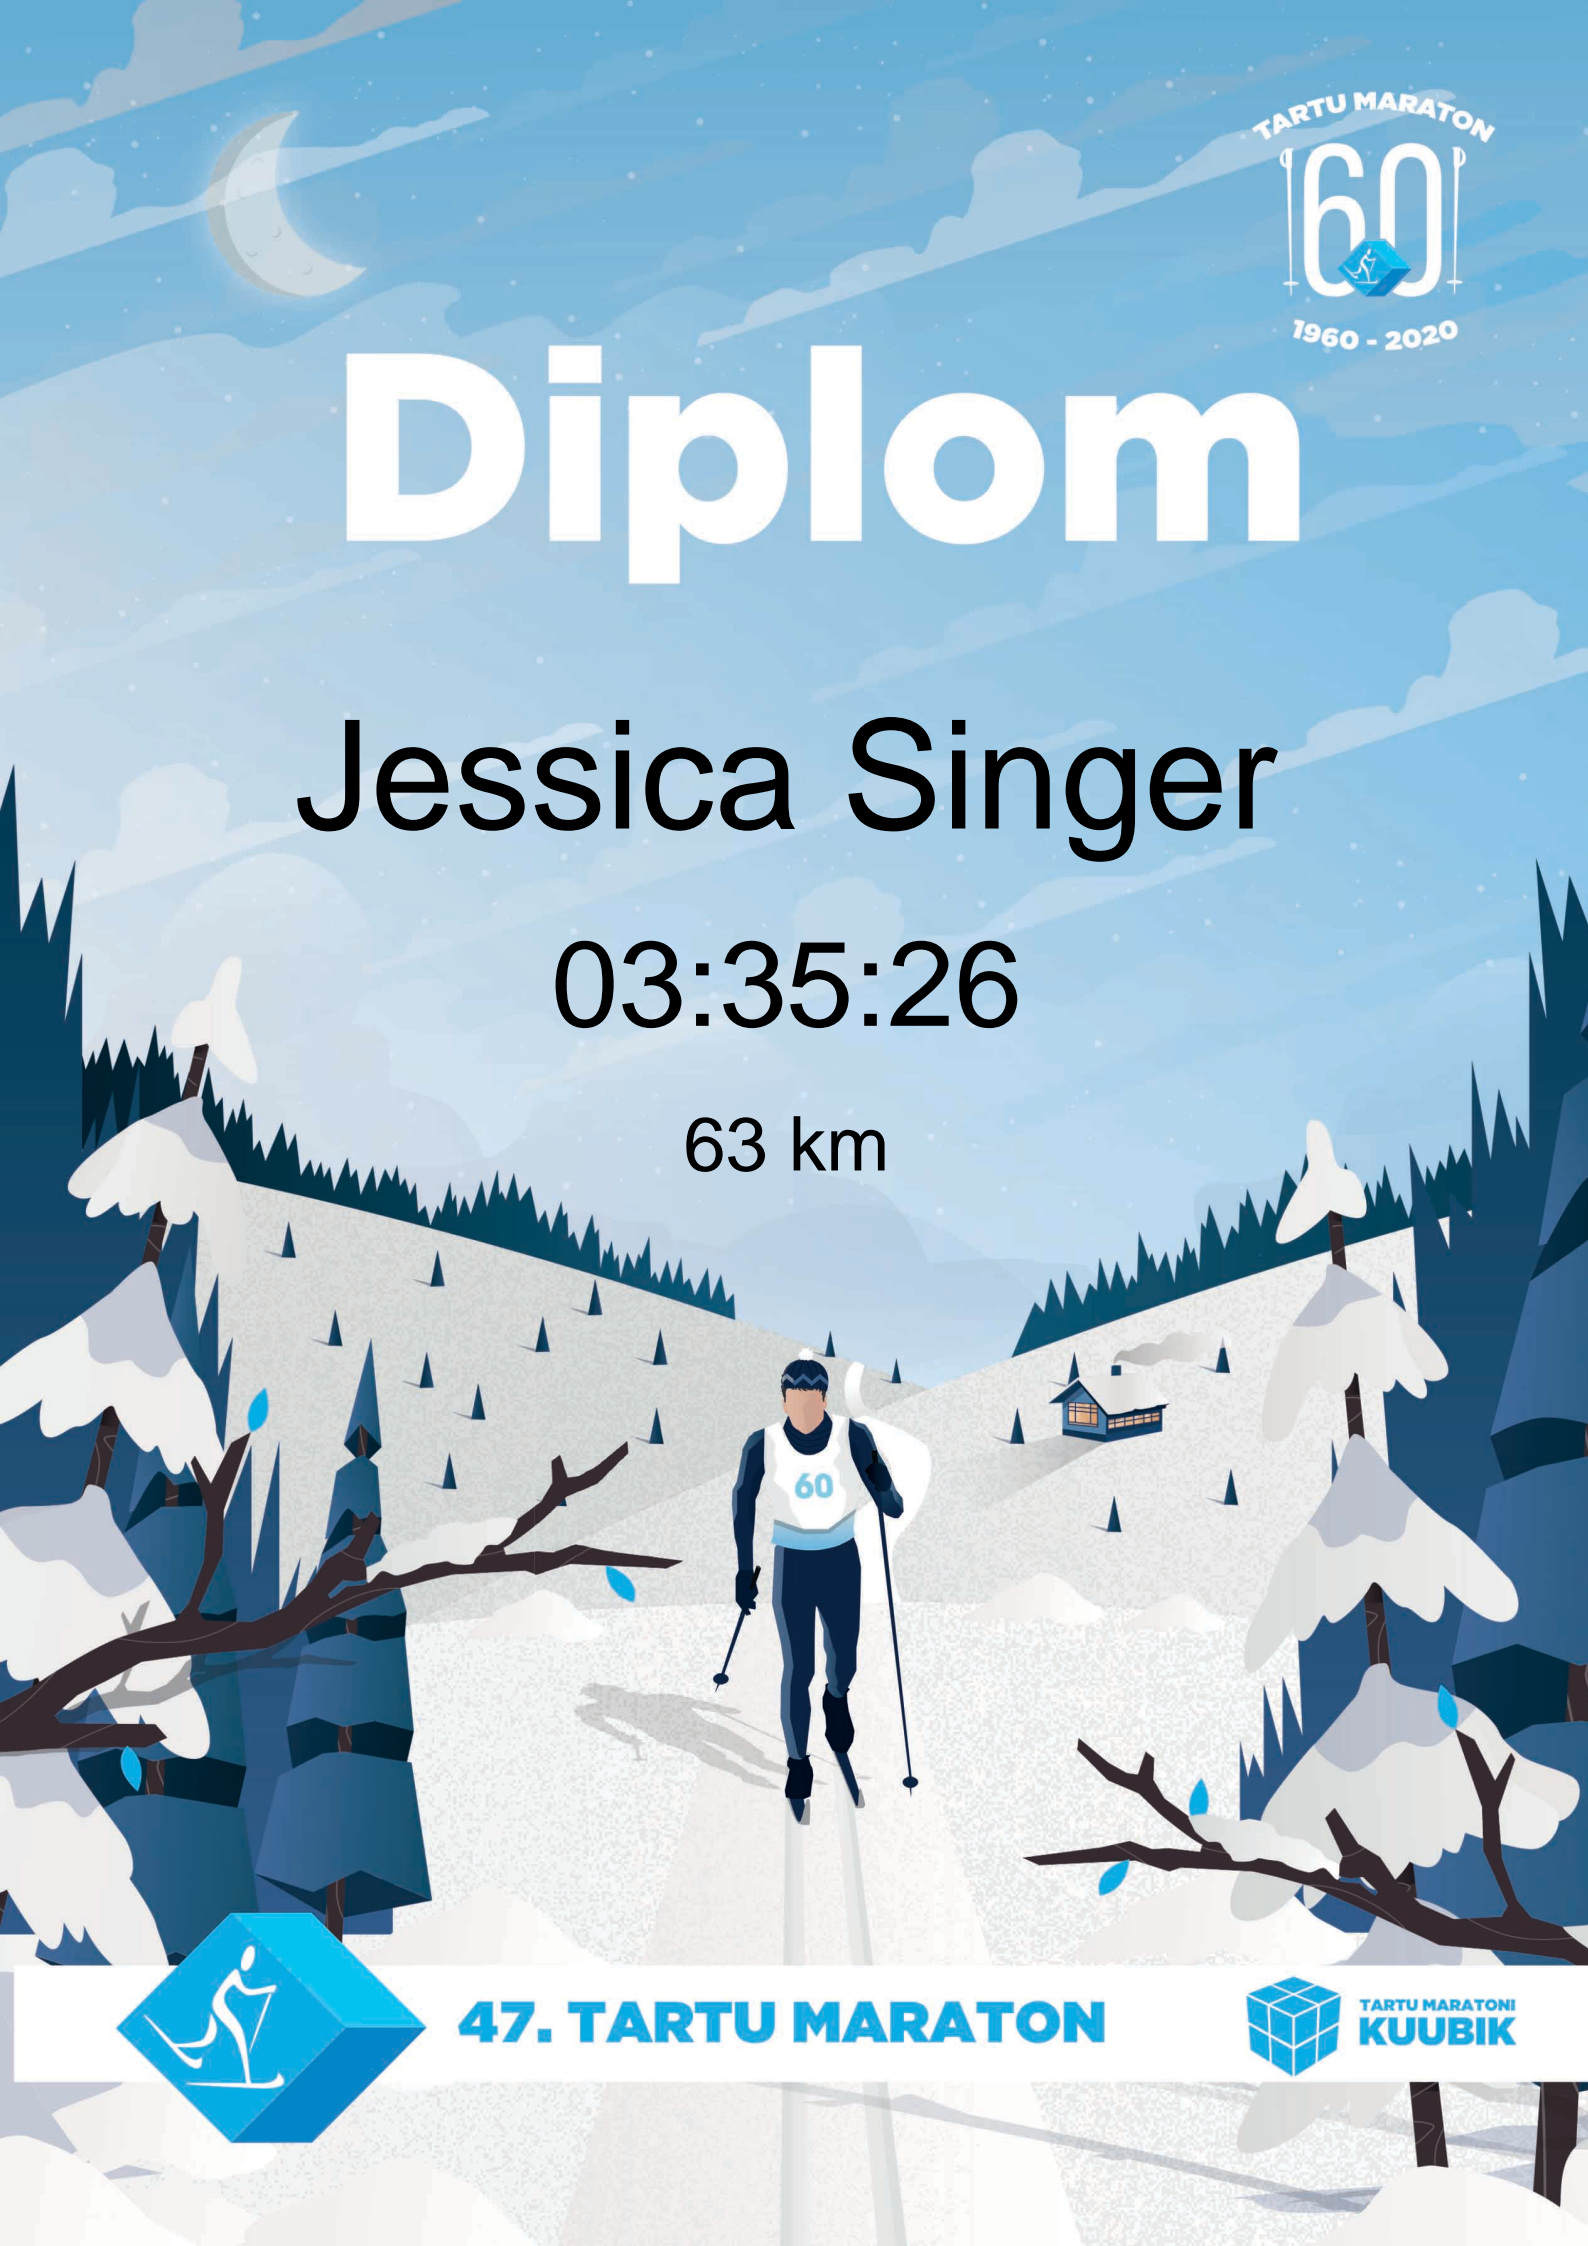 TARTU MARATON
60
1960 - 2020
Diplom
Jessica Singer
03:35:26
63 km
60
47. TARTU MARATON
TARTU MARATONI
KUUBIK